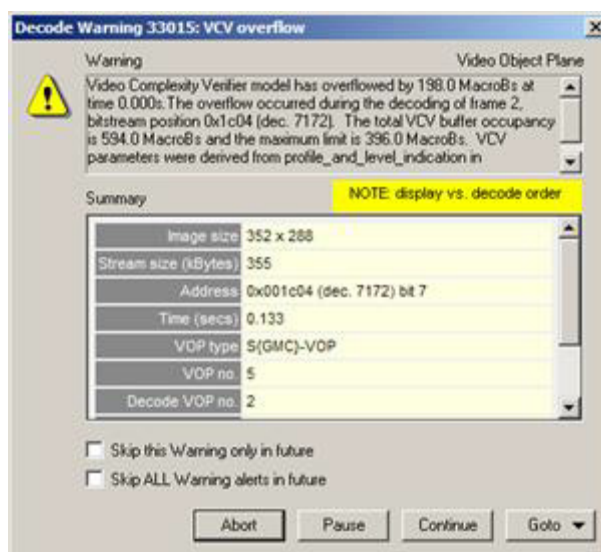 Decode Warning 33015: VCV overflow
Warning Video Object Plane
Video Complexity Verifier model has overflowed by 198.0 MacroBs at
time 0.000s. The overflow occurred during the decoding of frame 2,
bitstream position 0x1c04 (dec. 7172). The total VCV buffer occupancy
is 594.0 MacroBs and the maximum limit is 396.0 MacroBs. VCV
parameters were derived from profile_and_level_indication in
Summary NOTE: display vs. decode order
Image size 352 x 288
Stream size (kBytes) 355
Address 0x001c04 (dec. 7172) bit 7
Time (secs) 0.133
VOP type S(GMC)-VOP
VOP no. 5
Decode VOP no. 2
Skip this Warning only in future
Skip ALL Warning alerts in future
Abort Pause Continue Goto